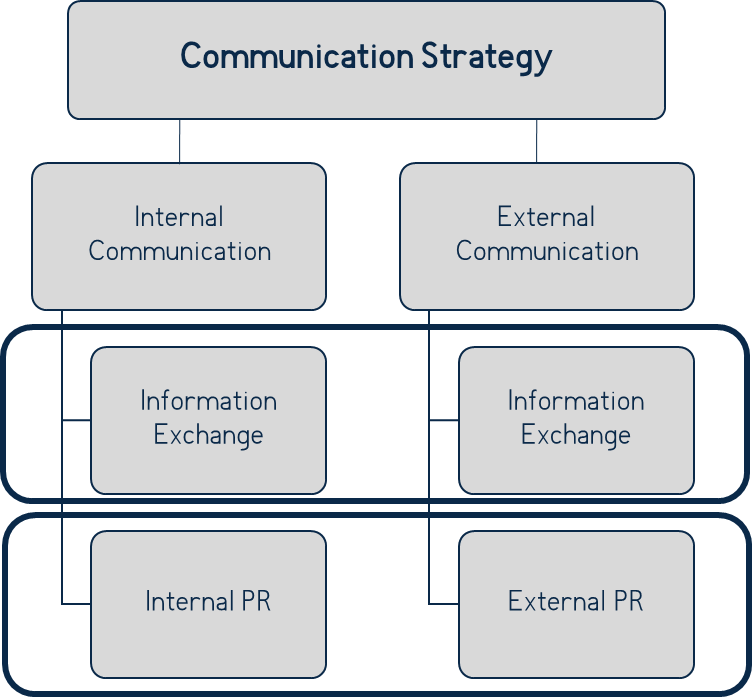 Communication Strategy
Internal
Communication
External
Communication
Information
Exchange
Information
Exchange
Internal PR
External PR